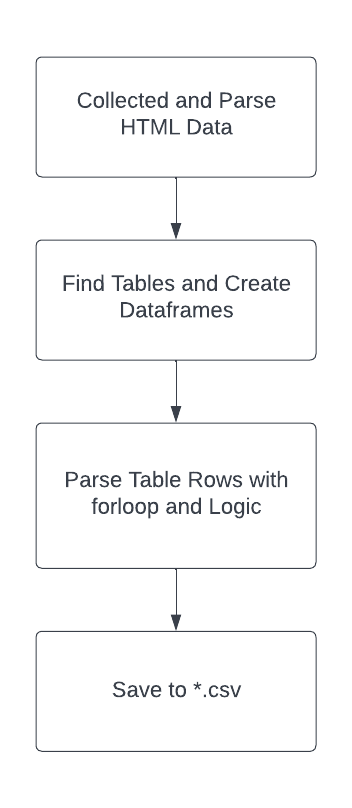 Collected and Parse
HTML Data
Find Tables and Create
Dataframes
Parse Table Rows with
forloop and Logic
Save to *.csv